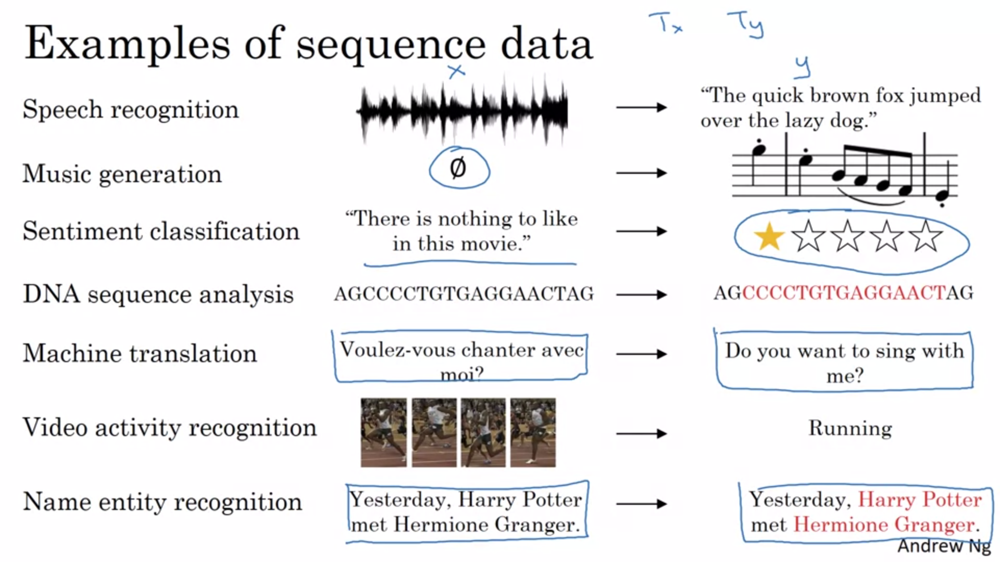 Examples of sequence data
Tx Ty
x y
Speech recognition
“The quick brown fox jumped
over the lazy dog.”
Music generation
∅
Sentiment classification
“There is nothing to like
in this movie.”
DNA sequence analysis
AGCCCCTGTGAGGAACTAG
AGCCCCTGTGAGGAACTAG
Machine translation
Voulez-vous chanter avec
moi?
Do you want to sing with
me?
Video activity recognition
Running
Name entity recognition
Yesterday, Harry Potter
met Hermione Granger.
Yesterday, Harry Potter
met Hermione Granger.
Andrew Ng